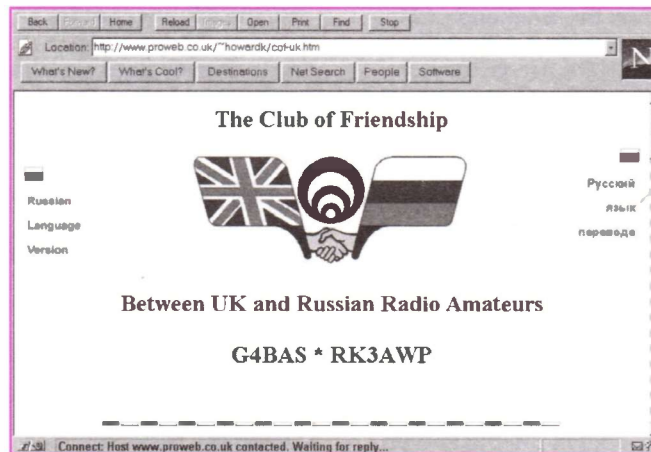 Back Forward Home Reload Images Open Print Find Stop
Location: http://www.proweb.co.uk/~howardk/cof-uk.htm
What's New? What's Cool? Destinations Net Search People Software
N
The Club of Friendship
Russian
Language
Version
Русский
язык
переводе
Between UK and Russian Radio Amateurs
G4BAS * RK3AWP
Connect: Host www.proweb.co.uk contacted. Waiting for reply...